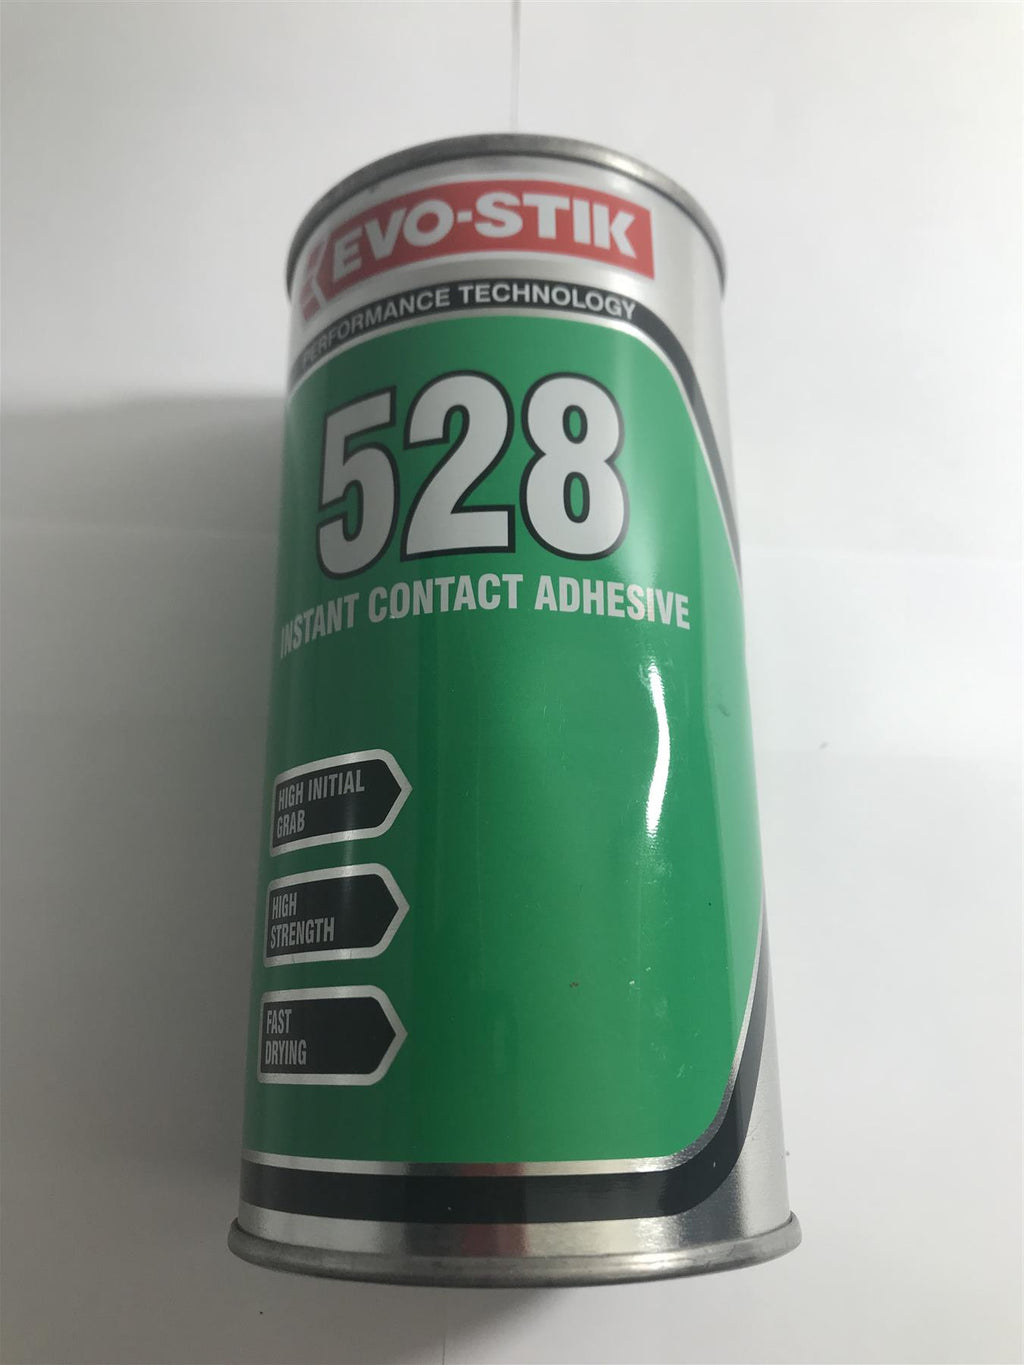 EVO-STIK
PERFORMANCE TECHNOLOGY
528
INSTANT CONTACT ADHESIVE
HIGH INITIAL
GRAB
HIGH
STRENGTH
FAST
DRYING